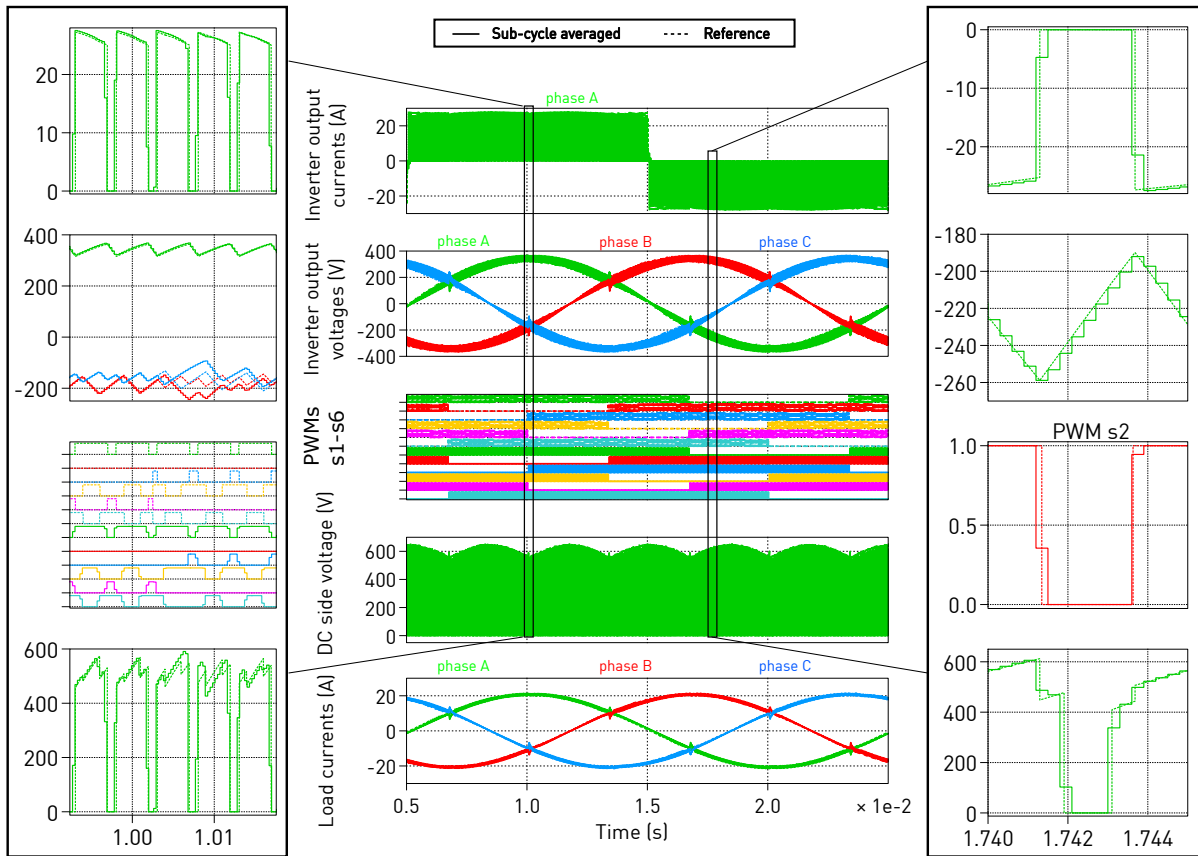 Sub-cycle averaged
Reference
20
10
0
400
200
0
-200
600
400
200
0
1.00
1.01
phase A
Inverter output
currents (A)
20
0
-20
phase A
phase B
phase C
Inverter output
voltages (V)
400
200
0
-200
-400
PWMs
s1-s6
DC side voltage (V)
600
400
200
0
phase A
phase B
phase C
Load currents (A)
20
0
-20
0.5
1.0
1.5
2.0
× 1e-2
Time (s)
0
-10
-20
-180
-200
-220
-240
-260
PWM s2
1.0
0.5
0.0
600
400
200
0
1.740
1.742
1.744